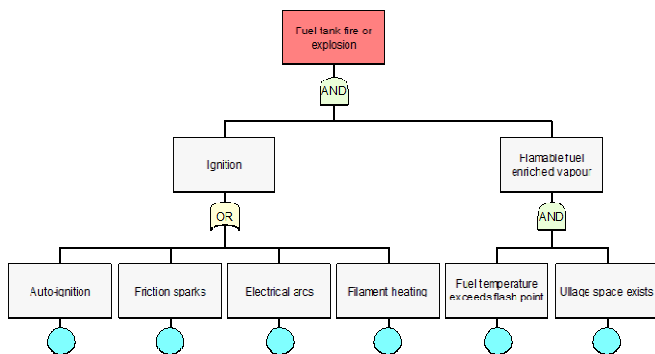 Fuel tank fire or
explosion
AND
Ignition
Flamable fuel
enriched vapour
OR
AND
Auto-ignition
Friction sparks
Electrical arcs
Filament heating
Fuel temperature
exceeds flash point
Ullage space exists